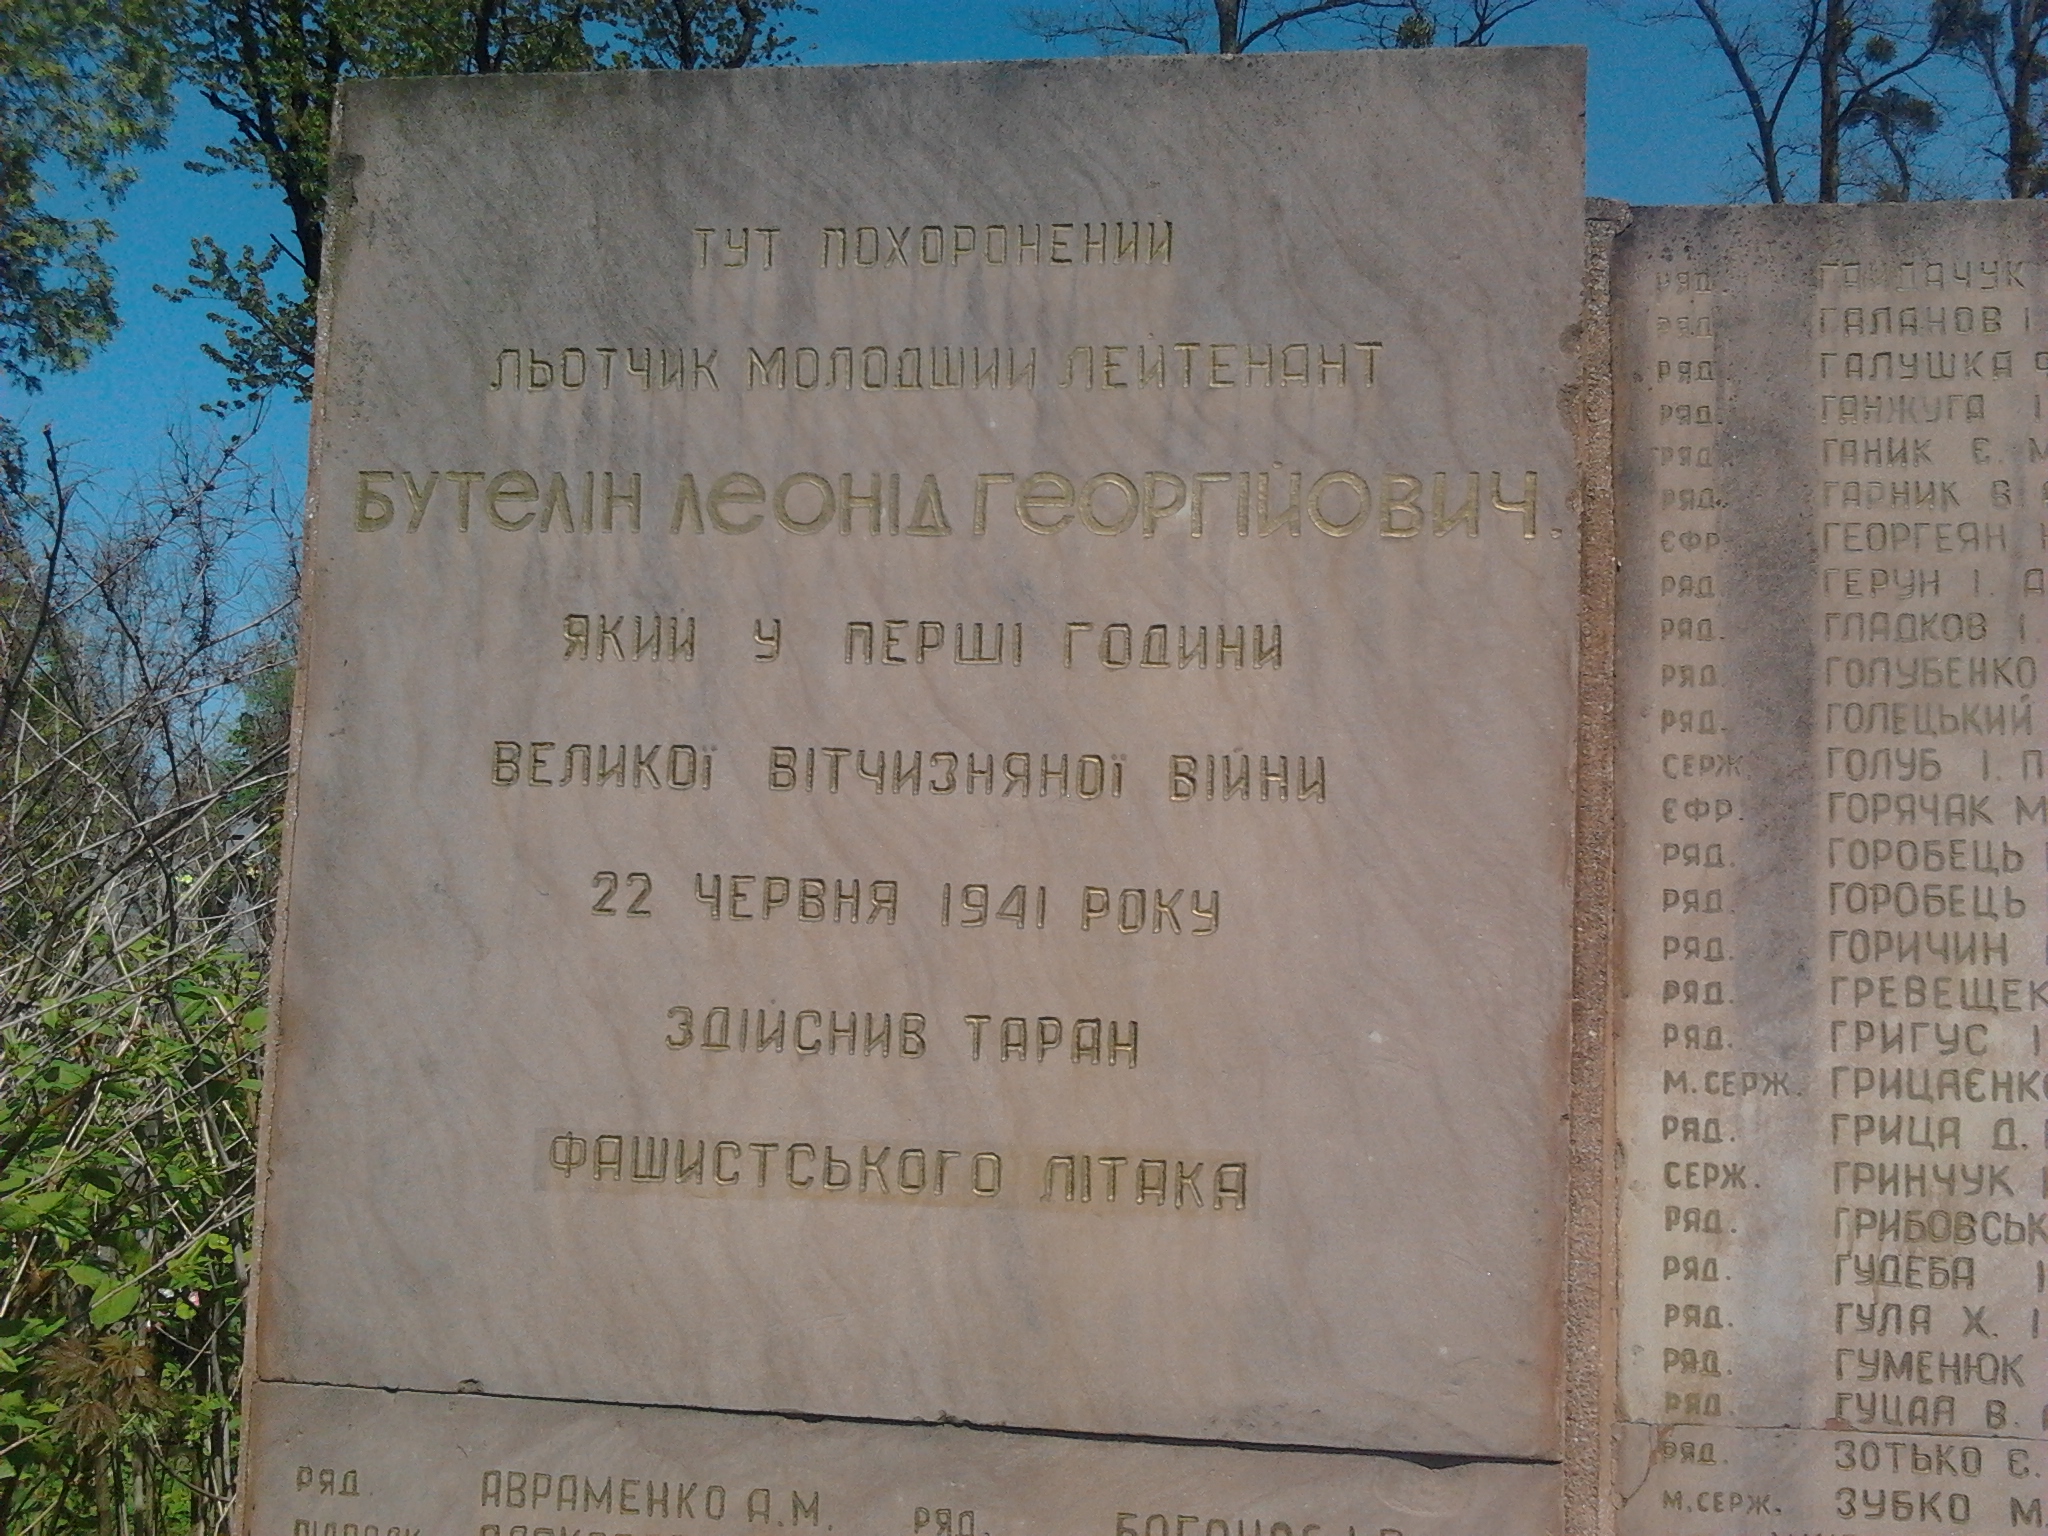 ТУТ ПОХОРОНЕНИЙ
ЛЬОТЧИК МОЛОДШИЙ ЛЕЙТЕНАНТ
БУТЕЛІН ЛЕОНІД ГЕОРГІЙОВИЧ.
ЯКИЙ У ПЕРШІ ГОДИНИ
ВЕЛИКОЇ ВІТЧИЗНЯНОЇ ВІЙНИ
22 ЧЕРВНЯ 1941 РОКУ
ЗДІЙСНИВ ТАРАН
ФАШИСТСЬКОГО ЛІТАКА
РЯД. АВРАМЕНКО А.М.
РЯД.
РЯД. ГАЙДАЧУК
РЯД. ГАЛАНОВ І.
РЯД. ГАЛУШКА
РЯД. ГАНЖУГА І
РЯД. ГАНИК Є. М
РЯД. ГАРНИК В.
ЄФР. ГЕОРГЕЯН
РЯД. ГЕРУН І. А
РЯД. ГЛАДКОВ І.
РЯД. ГОЛУБЕНКО
РЯД. ГОЛЕЦЬКИЙ
СЕРЖ. ГОЛУБ І. П
ЄФР. ГОРЯЧАК М
РЯД. ГОРОБЕЦЬ
РЯД. ГОРОБЕЦЬ
РЯД. ГОРИЧИН
РЯД. ГРЕВЕЩЕК
РЯД. ГРИГУС І
М. СЕРЖ. ГРИЦАЄНКО
РЯД. ГРИЦА Д.
СЕРЖ. ГРИНЧУК
РЯД. ГРИБОВСЬК
РЯД. ГУДЕБА І
РЯД. ГУЛА Х. І
РЯД. ГУМЕНЮК
РЯД. ГУЦАЛ В.
РЯД. ЗОТЬКО Є.
М. СЕРЖ. ЗУБКО М